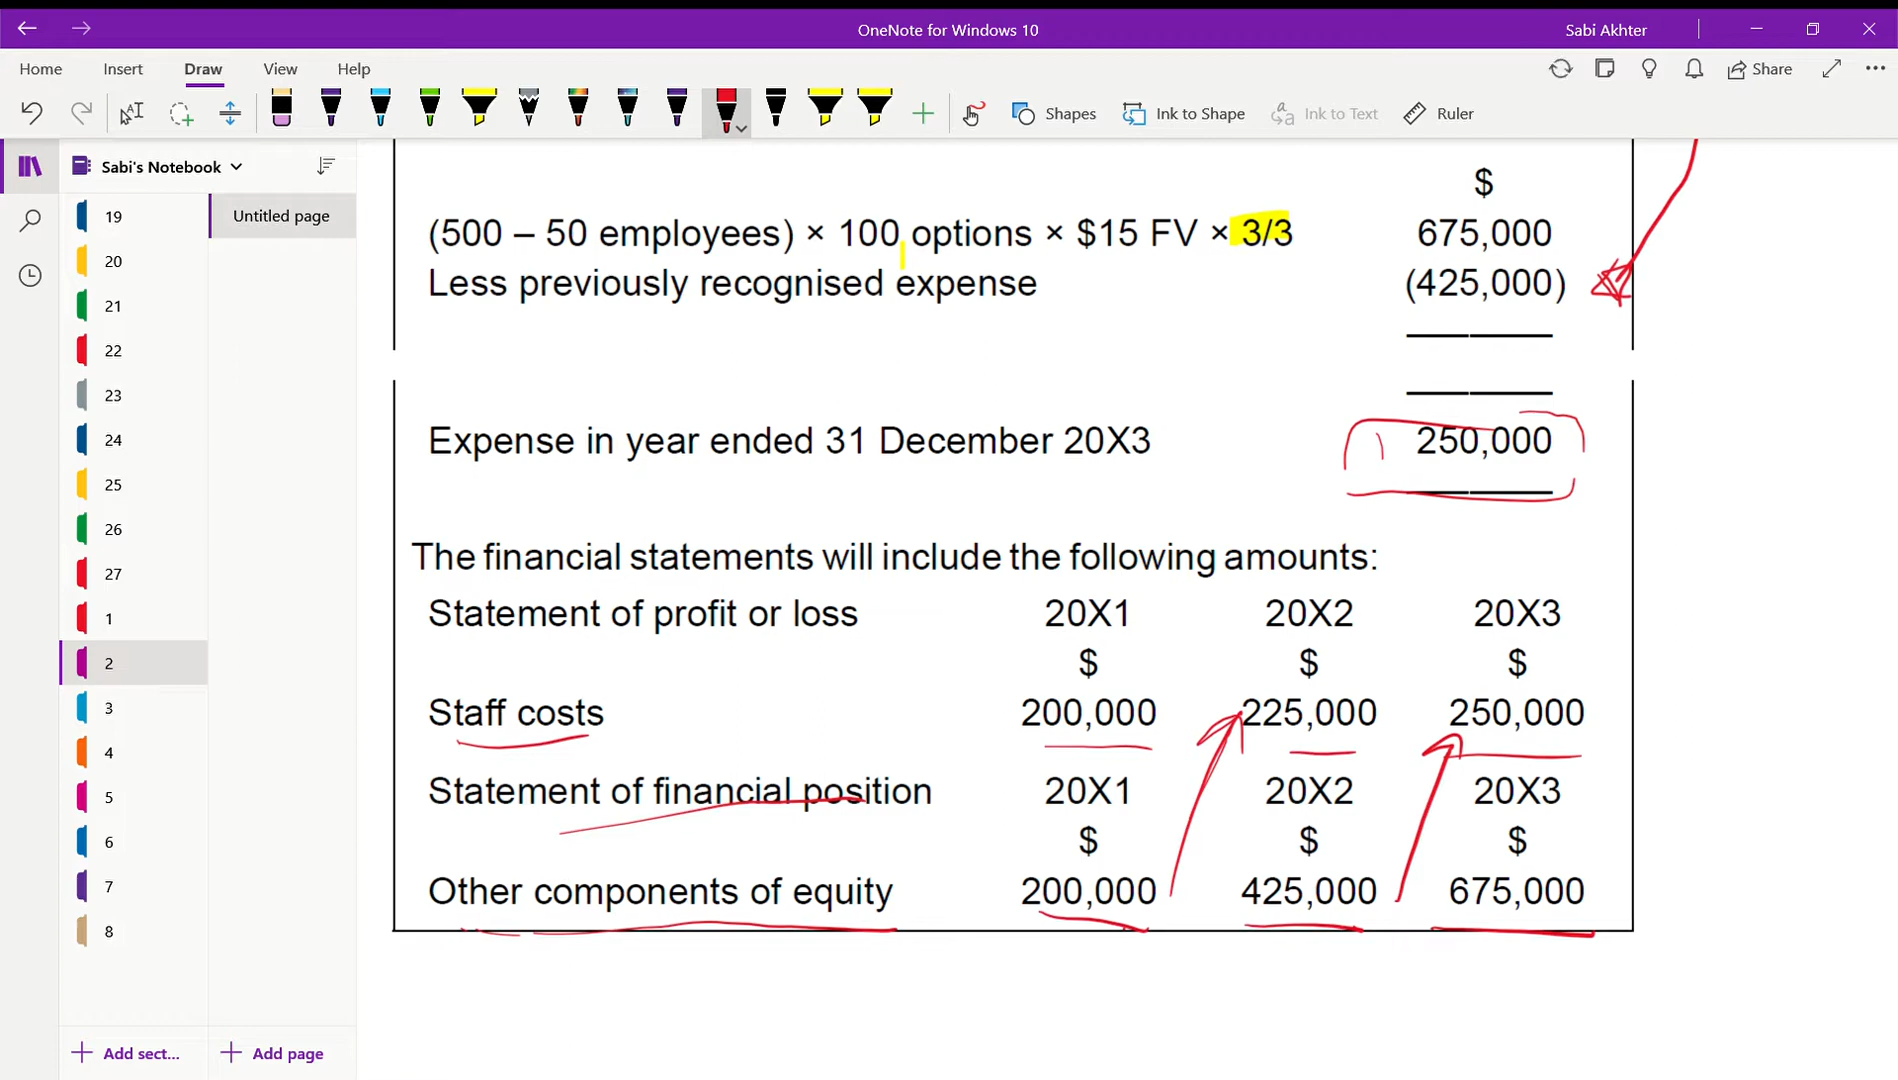 OneNote for Windows 10
Sabi Akhter
Home Insert Draw View Help
Share
Shapes
Ink to Shape
Ink to Text
Ruler
Sabi's Notebook
19
20
21
22
23
24
25
26
27
1
2
3
4
5
6
7
8
Untitled page
Add sect...
Add page
$
(500 – 50 employees) × 100 options × $15 FV × 3/3 675,000
Less previously recognised expense (425,000)
Expense in year ended 31 December 20X3 250,000
The financial statements will include the following amounts:
Statement of profit or loss 20X1 20X2 20X3
$ $ $
Staff costs 200,000 225,000 250,000
Statement of financial position 20X1 20X2 20X3
$ $ $
Other components of equity 200,000 425,000 675,000